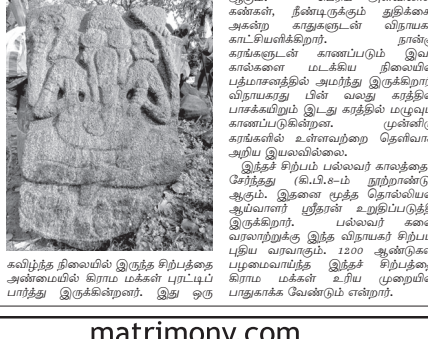 கவிழ்ந்த நிலையில் இருந்த சிற்பத்தை
அண்மையில் கிராம மக்கள் புரட்டிப்
பார்த்து இருக்கின்றனர். இது ஒரு
கண்கள், நீண்டிருக்கும் துதிக்கை
அகன்ற காதுகளுடன் விநாயகர்
காட்சியளிக்கிறார். நான்கு
கரங்களுடன் காணப்படும் இவர்
கால்களை மடக்கிய நிலையில்
பத்மாசனத்தில் அமர்ந்து இருக்கிறார்.
விநாயகரது பின் வலது கரத்தில்
பாசக்கயிறும் இடது கரத்தில் மழுவும்
காணப்படுகின்றன. முன்னிரு
கரங்களில் உள்ளவற்றை தெளிவாக
அறிய இயலவில்லை.
இந்தச் சிற்பம் பல்லவர் காலத்தைச்
சேர்ந்தது (கி.பி.8-ம் நூற்றாண்டு)
ஆகும். இதனை மூத்த தொல்லியல்
ஆய்வாளர் ஸ்ரீதரன் உறுதிப்படுத்தி
இருக்கிறார். பல்லவர் கலை
வரலாற்றுக்கு இந்த விநாயகர் சிற்பம்
புதிய வரவாகும். 1200 ஆண்டுகள்
பழமைவாய்ந்த இந்தச் சிற்பத்தை
கிராம மக்கள் உரிய முறையில்
பாதுகாக்க வேண்டும் என்றார்.
matrimony.com